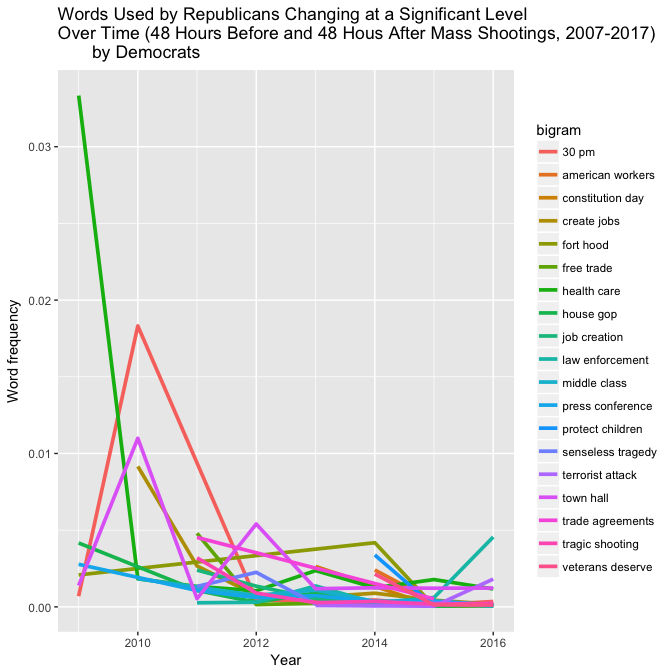 Words Used by Republicans Changing at a Significant Level
Over Time (48 Hours Before and 48 Hous After Mass Shootings, 2007-2017)
by Democrats
Word frequency
0.03
0.02
0.01
0.00
2010
2012
2014
2016
Year
bigram
30 pm
american workers
constitution day
create jobs
fort hood
free trade
health care
house gop
job creation
law enforcement
middle class
press conference
protect children
senseless tragedy
terrorist attack
town hall
trade agreements
tragic shooting
veterans deserve